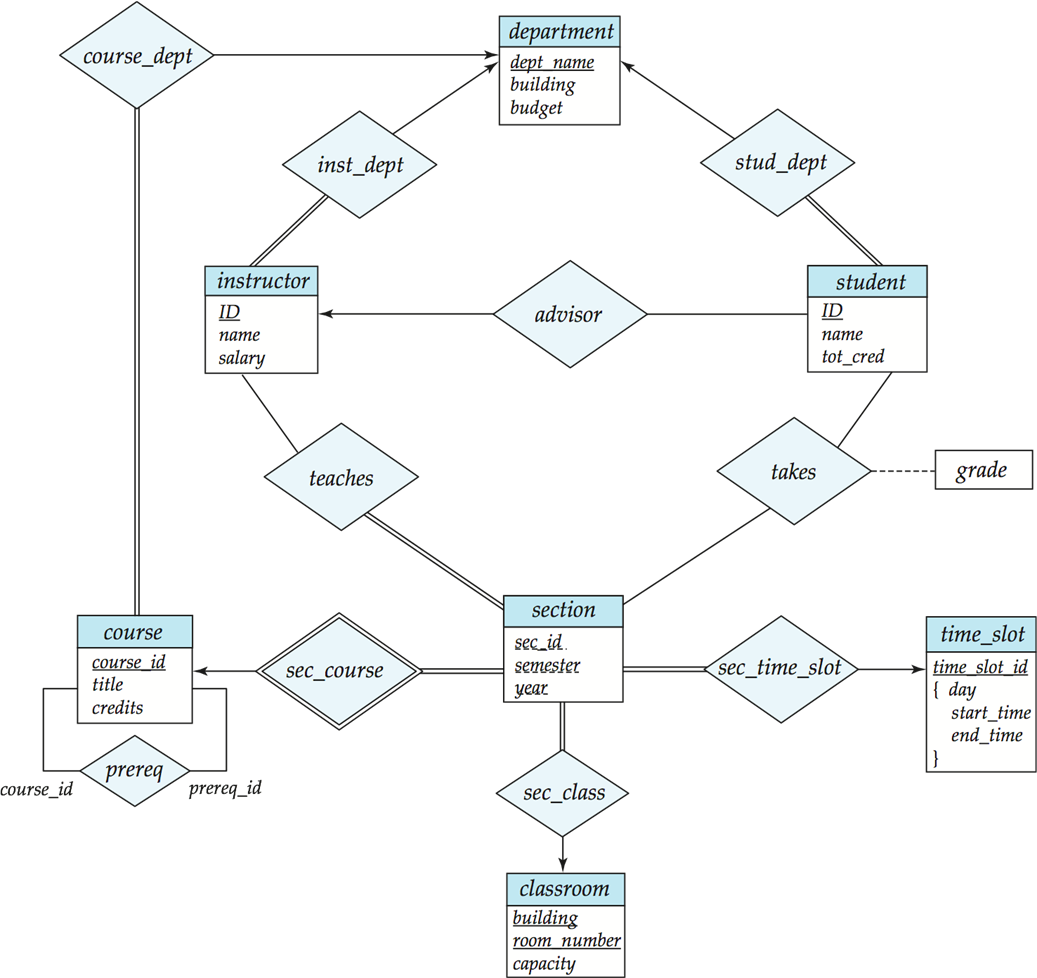 department
dept_name
building
budget
course_dept
inst_dept
stud_dept
instructor
ID
name
salary
advisor
student
ID
name
tot_cred
teaches
takes
grade
course
course_id
title
credits
sec_course
section
sec_id
semester
year
sec_time_slot
time_slot
time_slot_id
{ day
start_time
end_time
}
prereq
course_id
prereq_id
sec_class
classroom
building
room_number
capacity